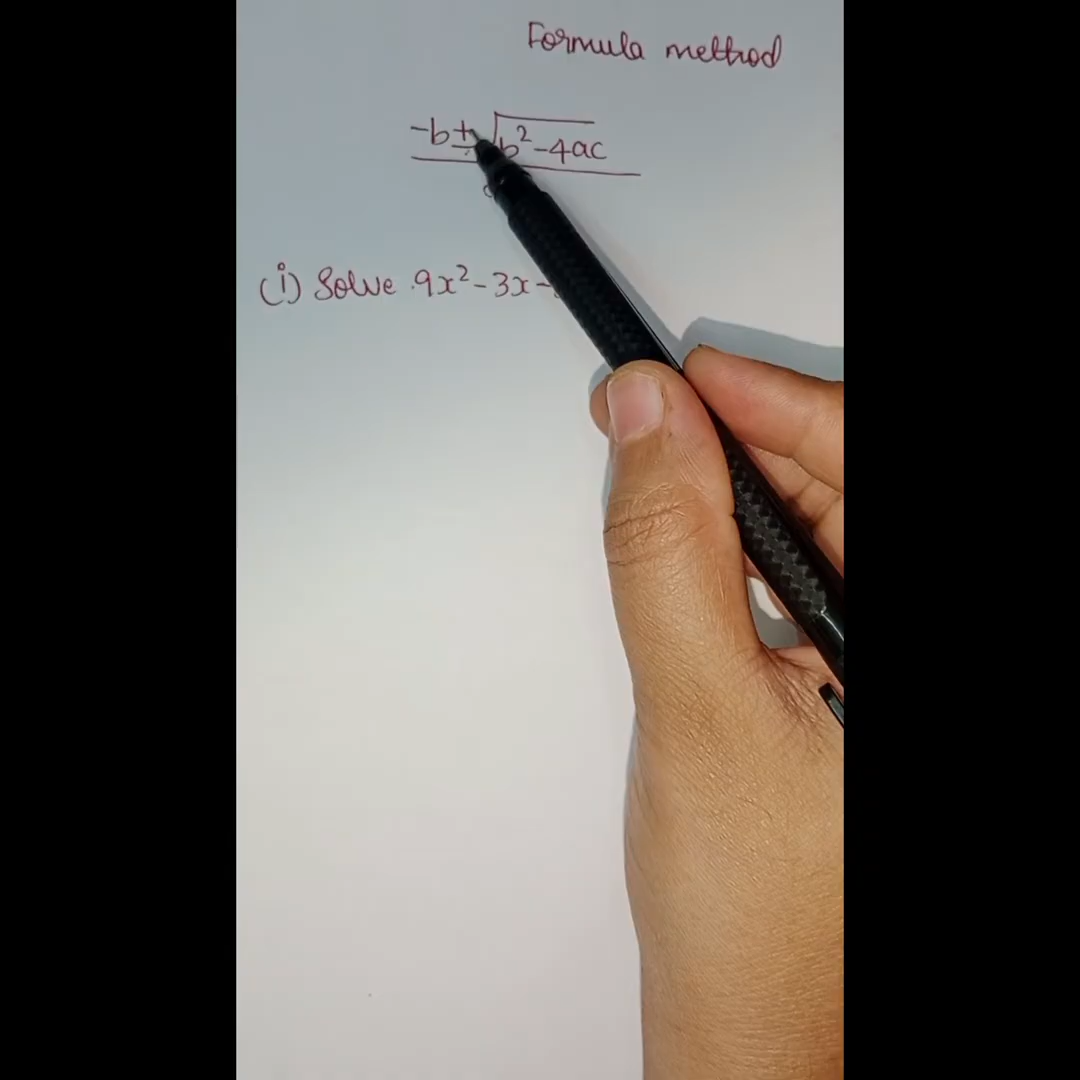 Formula method
-b± √b²-4ac
(i) Solve 9x²-3x-